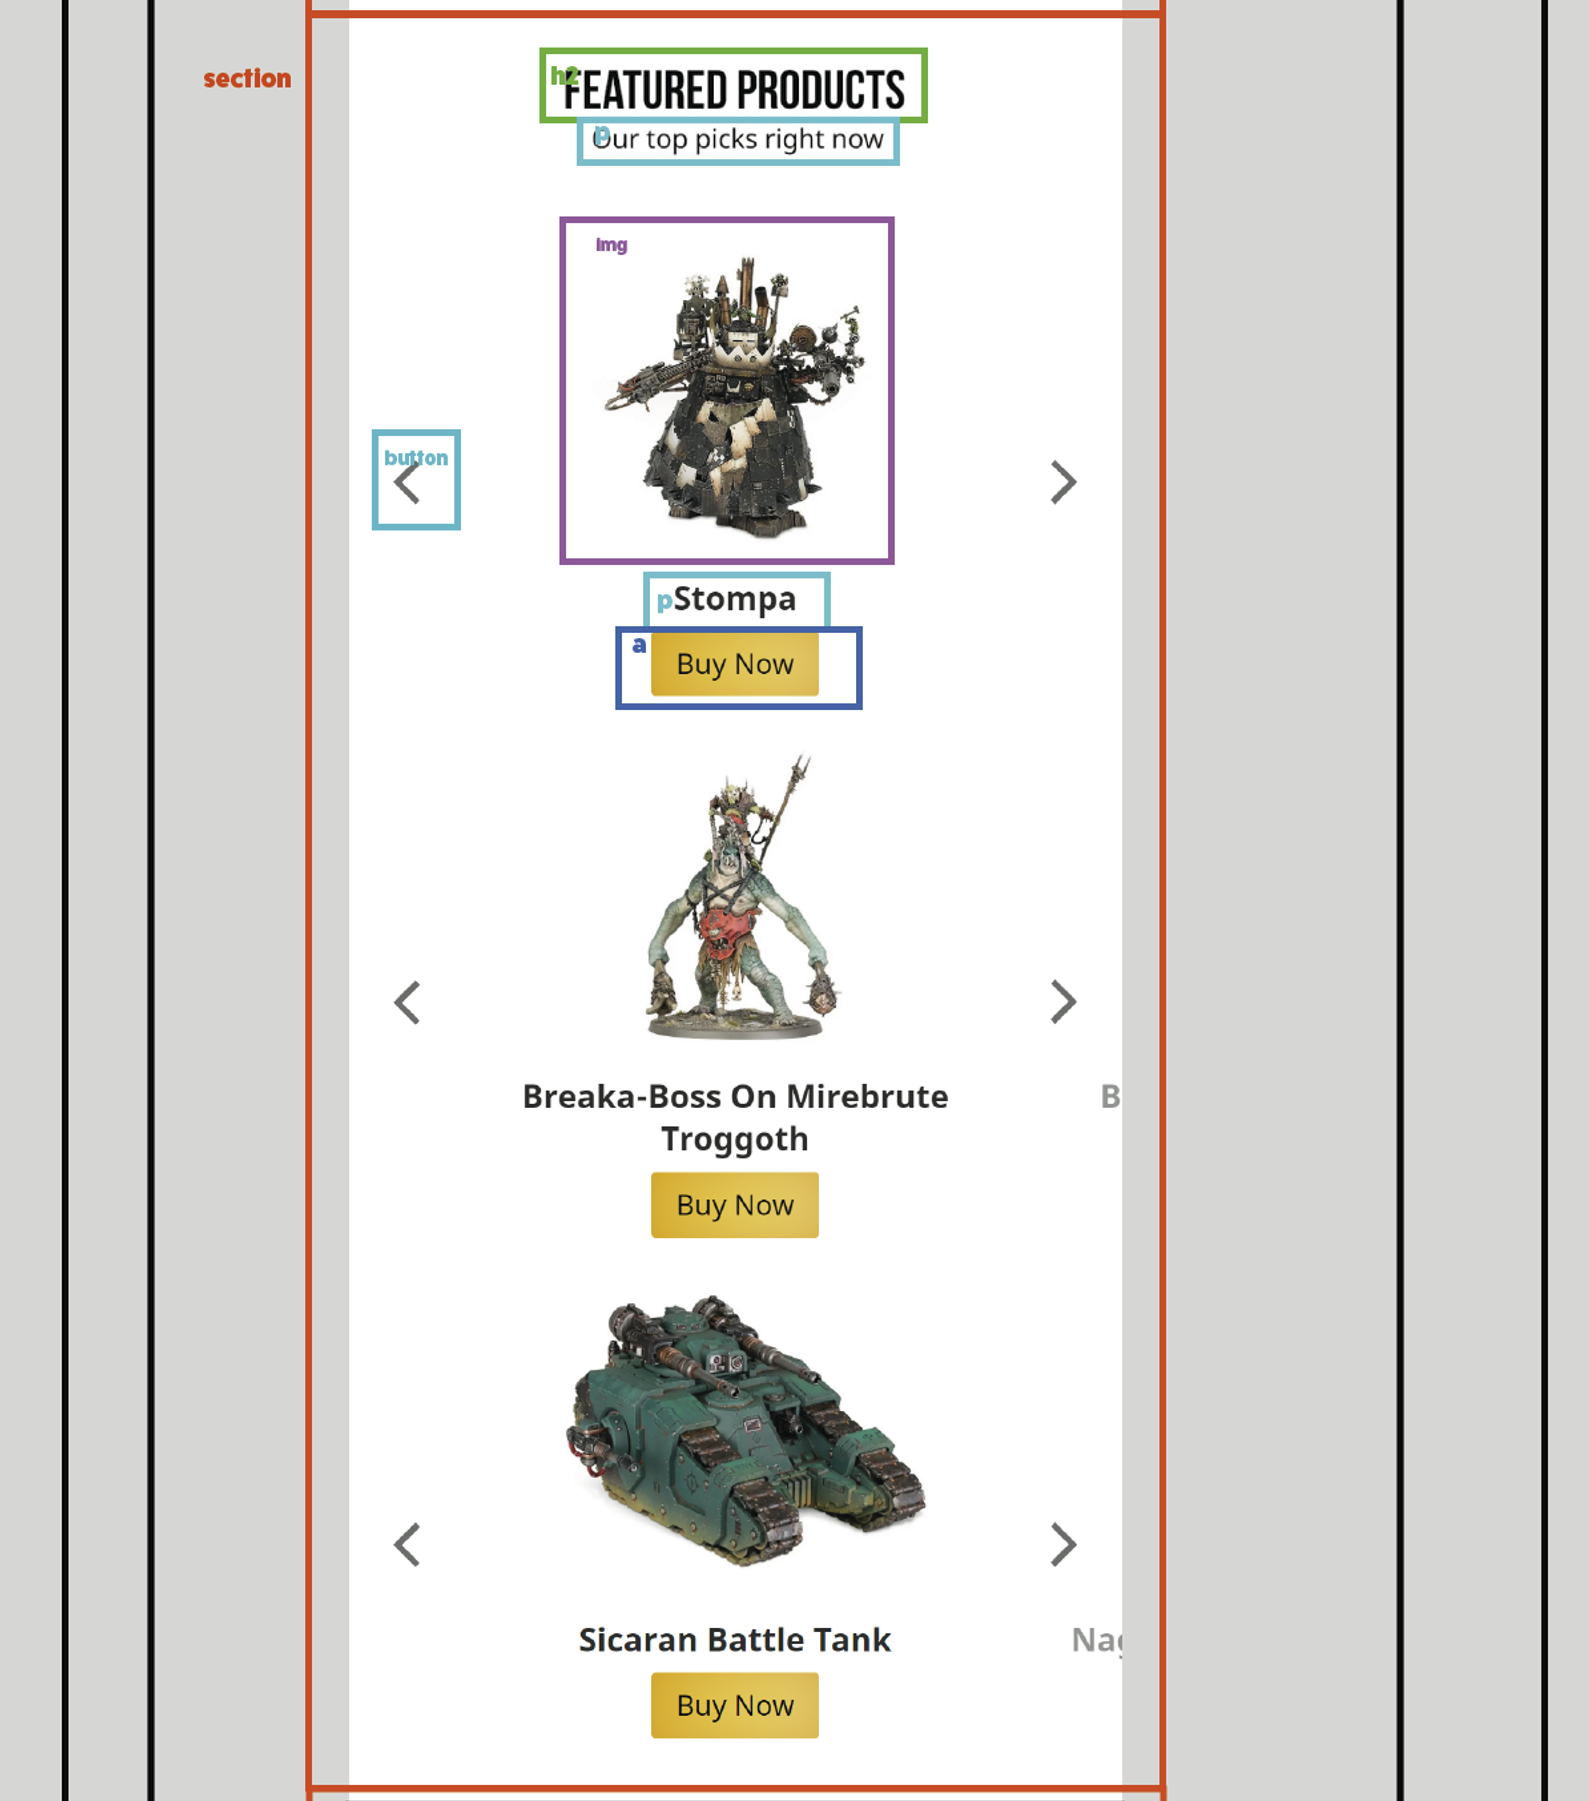 section
h2
FEATURED PRODUCTS
p
Our top picks right now
img
button
p
Stompa
a
Buy Now
Breaka-Boss On Mirebrute
Troggoth
B
Buy Now
Sicaran Battle Tank
Nag
Buy Now